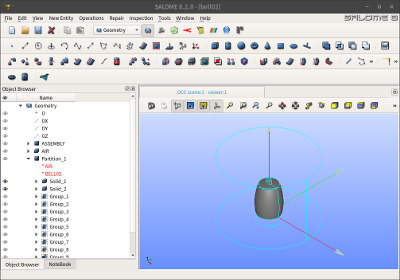 SALOME 8.2.0 - [bell02]
File View New Entity Operations Repair Inspection Tools Window Help
Geometry
SALOME 8
Object Browser
OCC scene:1 - viewer:1
Name
Geometry
O
OX
OY
OZ
ASSEMBLY
AIR
Partition_1
* AIR
* BELL02
Solid_1
Solid_2
Group_1
Group_2
Group_3
Group_4
Group_5
Group_6
Group_7
Group_8
Object Browser Notebook